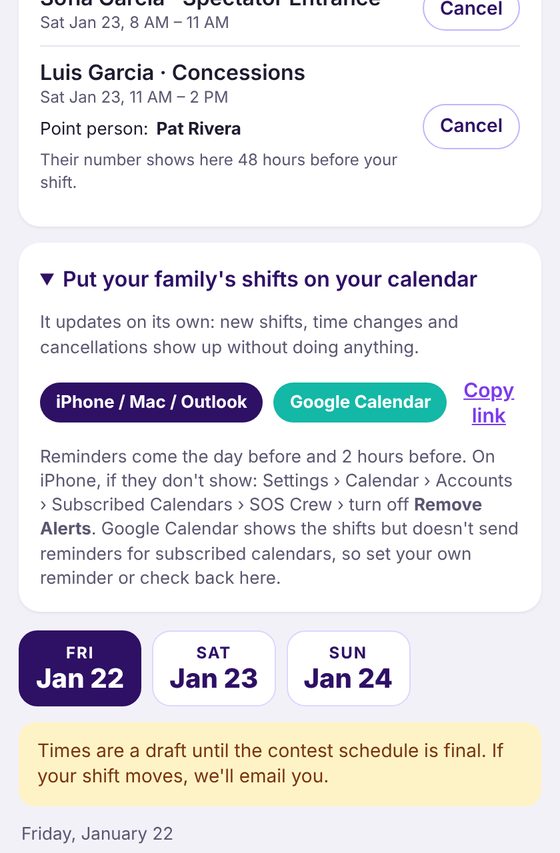 Sofia Garcia · Spectator Entrance
Sat Jan 23, 8 AM – 11 AM
Cancel
Luis Garcia · Concessions
Sat Jan 23, 11 AM – 2 PM
Point person: Pat Rivera
Cancel
Their number shows here 48 hours before your
shift.
▼ Put your family's shifts on your calendar
It updates on its own: new shifts, time changes and
cancellations show up without doing anything.
iPhone / Mac / Outlook
Google Calendar
Copy
link
Reminders come the day before and 2 hours before. On
iPhone, if they don't show: Settings › Calendar › Accounts
› Subscribed Calendars › SOS Crew › turn off Remove
Alerts. Google Calendar shows the shifts but doesn't send
reminders for subscribed calendars, so set your own
reminder or check back here.
FRI
Jan 22
SAT
Jan 23
SUN
Jan 24
Times are a draft until the contest schedule is final. If
your shift moves, we'll email you.
Friday, January 22